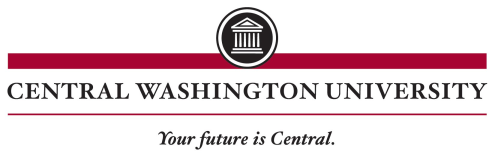 CENTRAL WASHINGTON UNIVERSITY
Your future is Central.